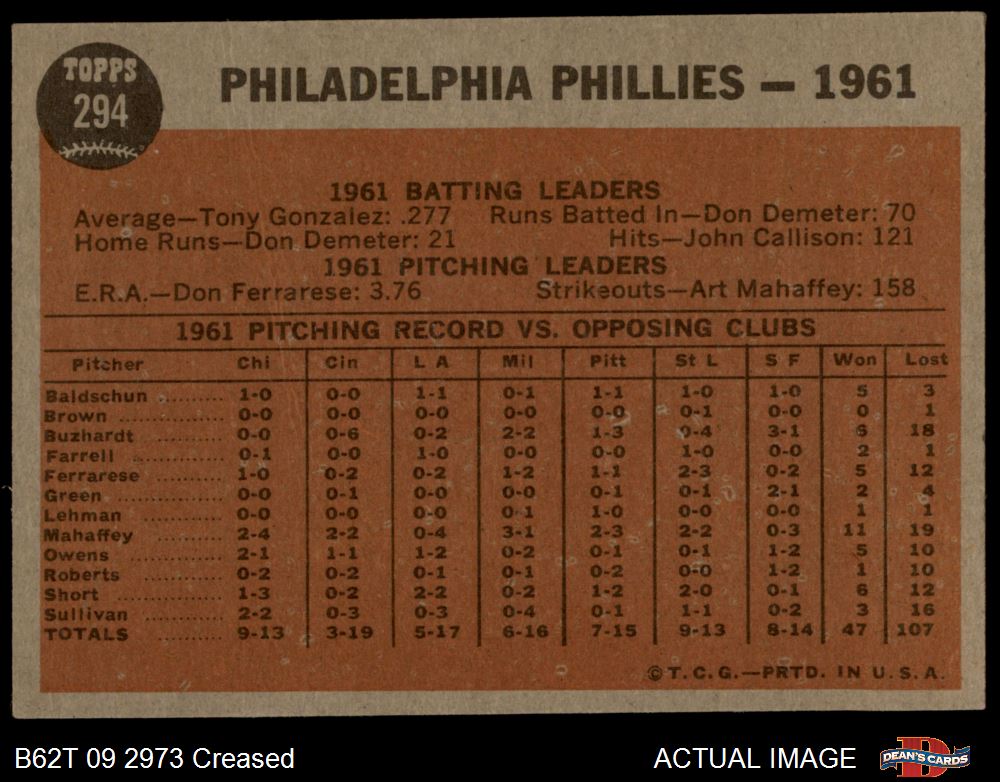 TOPPS
294
PHILADELPHIA PHILLIES — 1961
1961 BATTING LEADERS
Average—Tony Gonzalez: .277 Runs Batted In—Don Demeter: 70
Home Runs—Don Demeter: 21 Hits—John Callison: 121
1961 PITCHING LEADERS
E.R.A.—Don Ferrarese: 3.76 Strikeouts—Art Mahaffey: 158
1961 PITCHING RECORD VS. OPPOSING CLUBS
Pitcher Chi Cin L A Mil Pitt St L S F Won Lost
Baldschun .......... 1-0 0-0 1-1 0-1 1-1 1-0 1-0 5 3
Brown .......... 0-0 0-0 0-0 0-0 0-0 0-1 0-0 0 1
Buzhardt .......... 0-0 0-6 0-2 2-2 1-3 0-4 3-1 6 18
Farrell .......... 0-1 0-0 1-0 0-0 0-0 1-0 0-0 2 1
Ferrarese .......... 1-0 0-2 0-2 1-2 1-1 2-3 0-2 5 12
Green .......... 0-0 0-1 0-0 0-0 0-1 0-1 2-1 2 4
Lehman .......... 0-0 0-0 0-0 0-1 1-0 0-0 0-0 1 1
Mahaffey .......... 2-4 2-2 0-4 3-1 2-3 2-2 0-3 11 19
Owens .......... 2-1 1-1 1-2 0-2 0-1 0-1 1-2 5 10
Roberts .......... 0-2 0-2 0-1 0-1 0-2 0-0 1-2 1 10
Short .......... 1-3 0-2 2-2 0-2 1-2 2-0 0-1 6 12
Sullivan .......... 2-2 0-3 0-3 0-4 0-1 1-1 0-2 3 16
TOTALS .......... 9-13 3-19 5-17 6-16 7-15 9-13 8-14 47 107
©T.C.G.—PRTD. IN U.S.A.
B62T 09 2973 Creased ACTUAL IMAGE DEAN'S CARDS